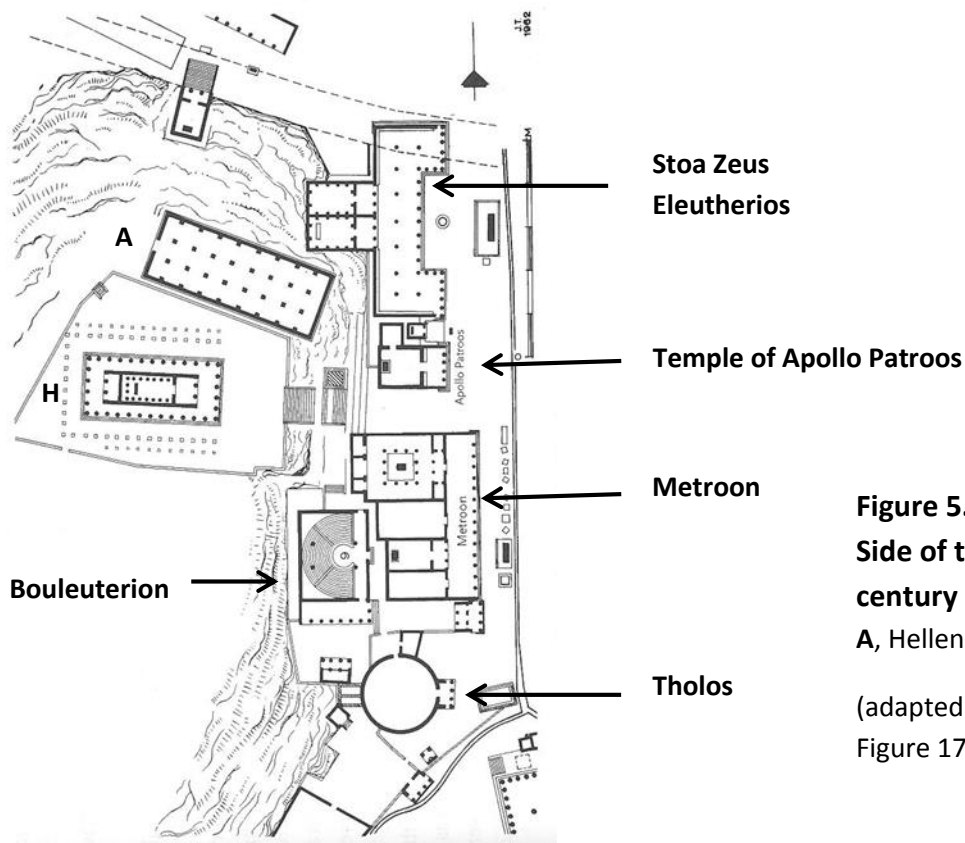 J.T.
1962
Stoa Zeus
Eleutherios
A
Temple of Apollo Patroos
Apollo Patroos
H
Metroon
Metroon
Bouleuterion
Tholos
Figure 5.
Side of t
century
A, Hellen
(adapted
Figure 17